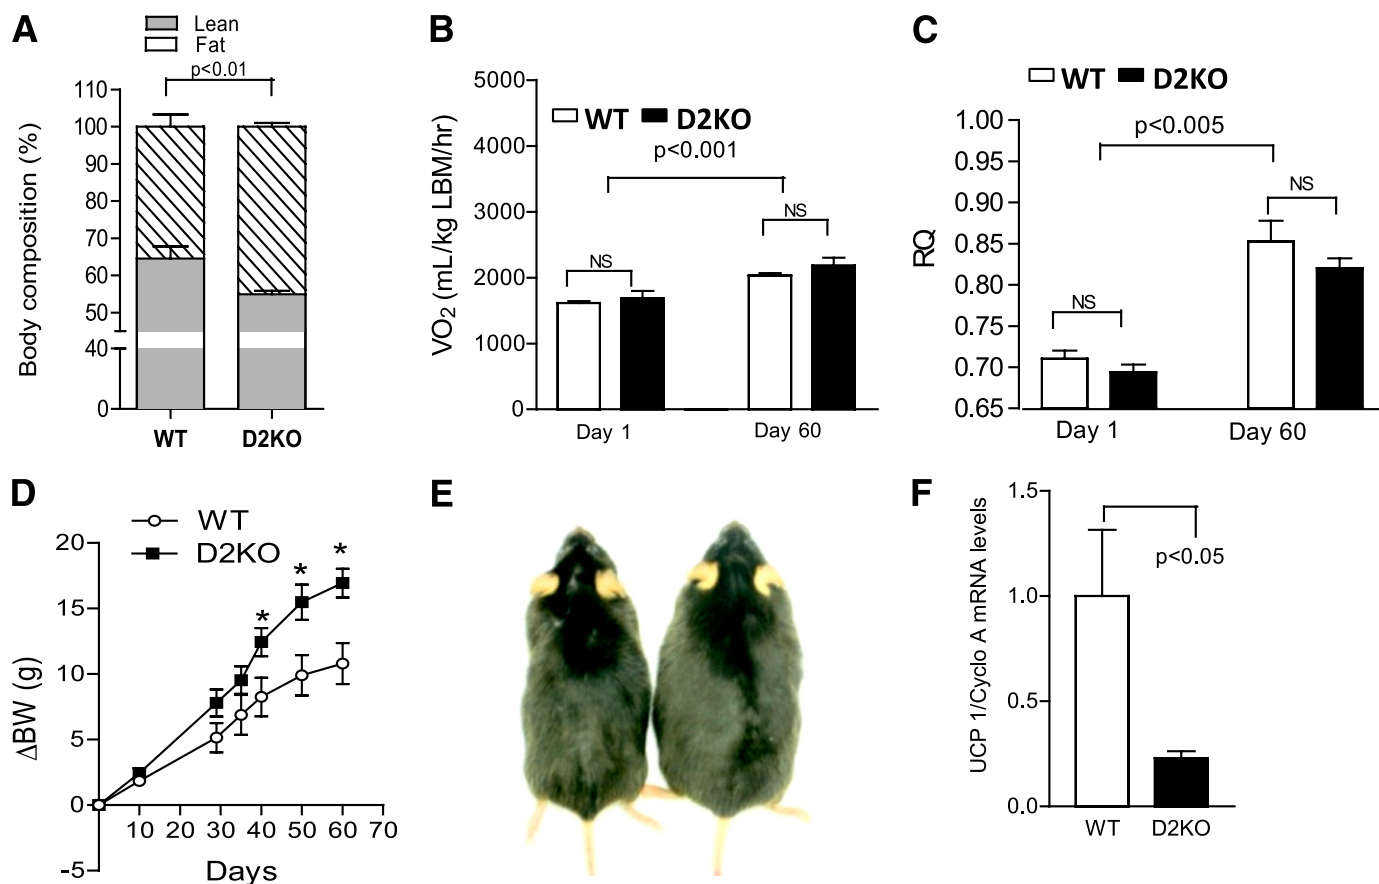 A
Lean
Fat
p<0.01
Body composition (%)
110
100
90
80
70
60
50
40
0
WT
D2KO
B
5000
4000
3000
2000
1000
0
WT
D2KO
p<0.001
NS
NS
VO2 (mL/kg LBM/hr)
Day 1
Day 60
C
WT
D2KO
p<0.005
NS
NS
RQ
1.00
0.95
0.90
0.85
0.80
0.75
0.70
0.65
Day 1
Day 60
D
WT
D2KO
20
15
10
5
0
-5
* * *
ΔBW (g)
10 20 30 40 50 60 70
Days
E
F
UCP 1/Cyclo A mRNA levels
1.5
1.0
0.5
0.0
p<0.05
WT
D2KO